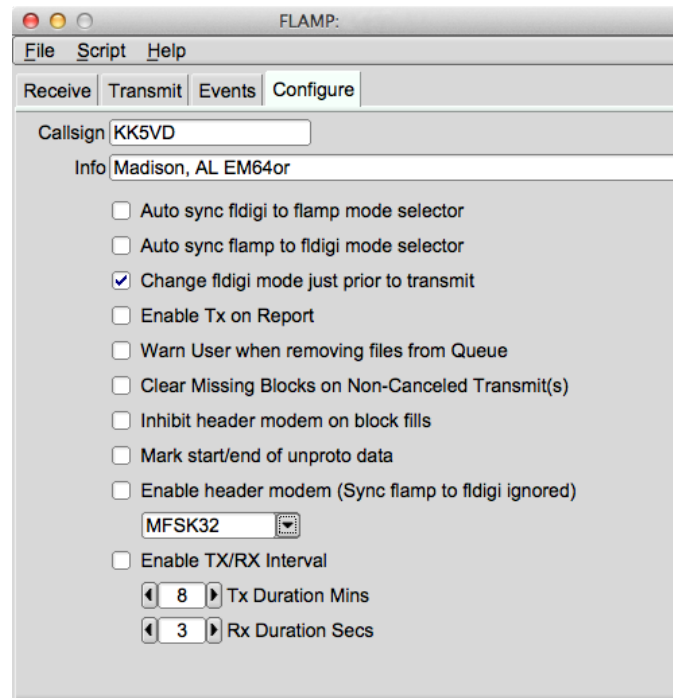 FLAMP:
File Script Help
Receive Transmit Events Configure
Callsign KK5VD
Info Madison, AL EM64or
Auto sync fldigi to flamp mode selector
Auto sync flamp to fldigi mode selector
Change fldigi mode just prior to transmit
Enable Tx on Report
Warn User when removing files from Queue
Clear Missing Blocks on Non-Canceled Transmit(s)
Inhibit header modem on block fills
Mark start/end of unproto data
Enable header modem (Sync flamp to fldigi ignored)
MFSK32
Enable TX/RX Interval
8 Tx Duration Mins
3 Rx Duration Secs